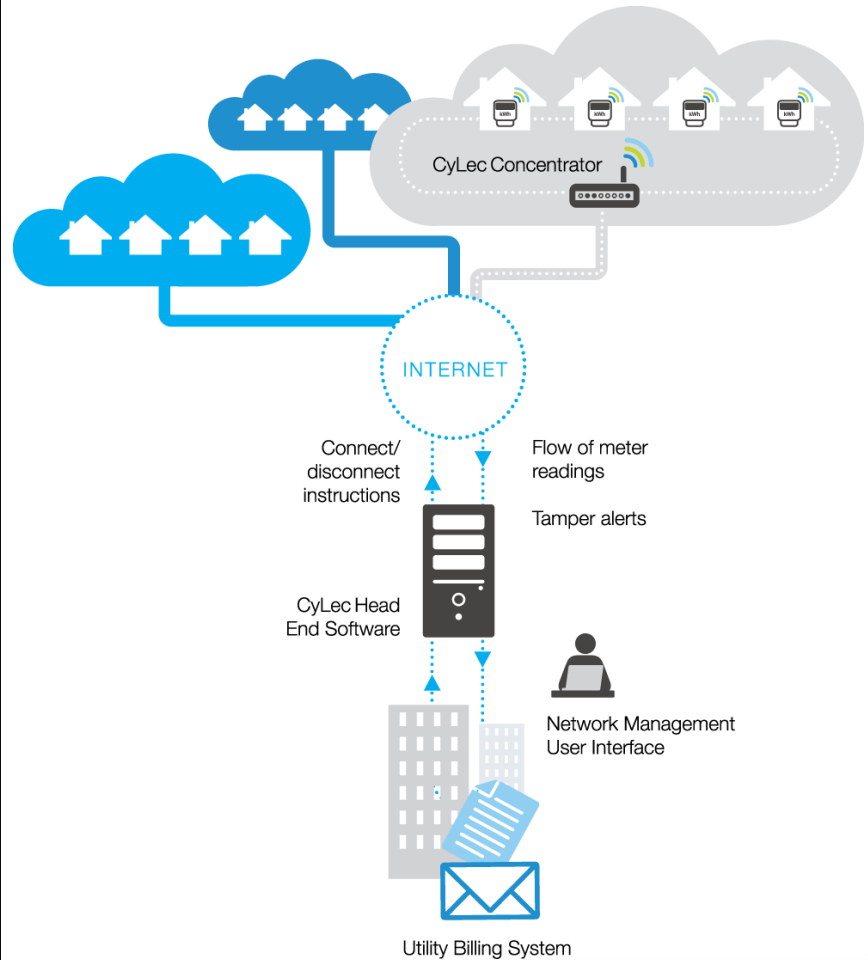 kWh
kWh
kWh
kWh
CyLec Concentrator
INTERNET
Connect/
disconnect
instructions
Flow of meter
readings
Tamper alerts
CyLec Head
End Software
Network Management
User Interface
Utility Billing System